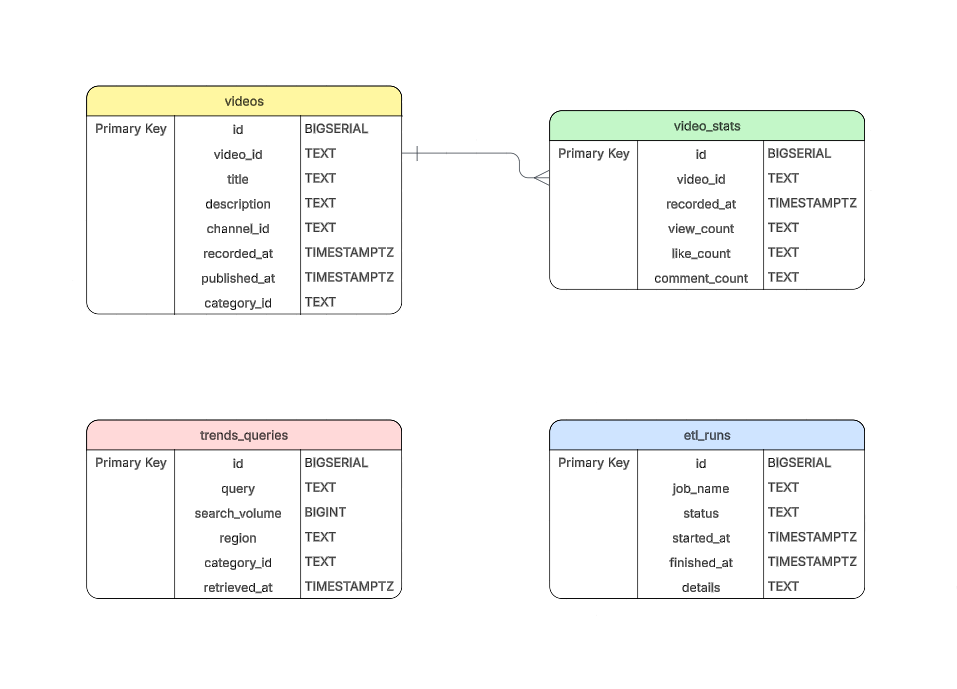 videos
Primary Key id BIGSERIAL
video_id TEXT
title TEXT
description TEXT
channel_id TEXT
recorded_at TIMESTAMPTZ
published_at TIMESTAMPTZ
category_id TEXT
video_stats
Primary Key id BIGSERIAL
video_id TEXT
recorded_at TIMESTAMPTZ
view_count TEXT
like_count TEXT
comment_count TEXT
trends_queries
Primary Key id BIGSERIAL
query TEXT
search_volume BIGINT
region TEXT
category_id TEXT
retrieved_at TIMESTAMPTZ
etl_runs
Primary Key id BIGSERIAL
job_name TEXT
status TEXT
started_at TIMESTAMPTZ
finished_at TIMESTAMPTZ
details TEXT